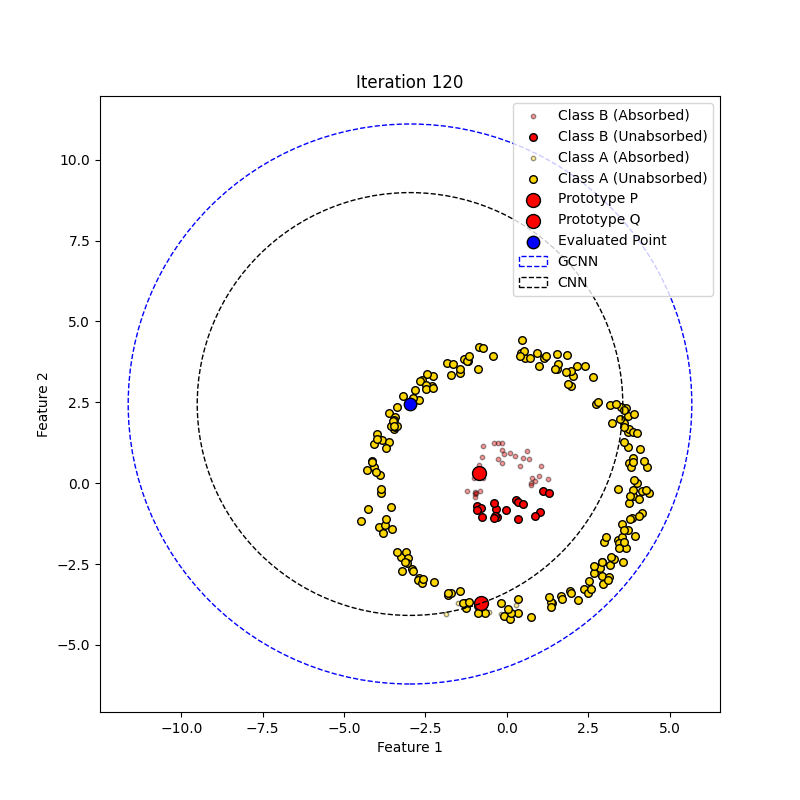 Iteration 120
Class B (Absorbed)
Class B (Unabsorbed)
Class A (Absorbed)
Class A (Unabsorbed)
Prototype P
Prototype Q
Evaluated Point
GCNN
CNN
Feature 2
10.0
7.5
5.0
2.5
0.0
−2.5
−5.0
−10.0 −7.5 −5.0 −2.5 0.0 2.5 5.0
Feature 1